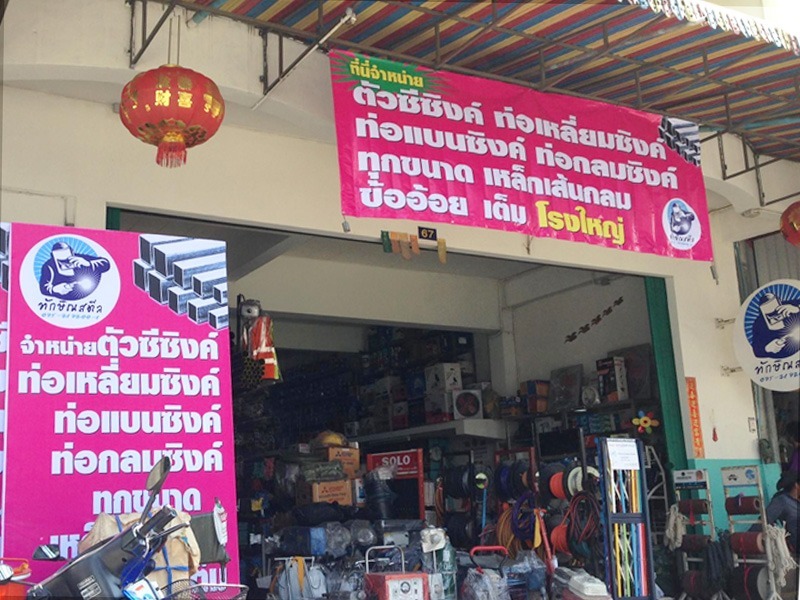 ที่นี่จำหน่าย
ตัวซีซิงค์ ท่อเหลี่ยมซิงค์
ท่อแบนซิงค์ ท่อกลมซิงค์
ทุกขนาด เหล็กเส้นกลม
ข้ออ้อย เต็ม โรงใหญ่
67
ทักษิณสตีล
จำหน่ายตัวซีซิงค์
ท่อเหลี่ยมซิงค์
ท่อแบนซิงค์
ท่อกลมซิงค์
ทุกขนาด
เต็ม
SOLO
ทักษิณสตีล
財喜